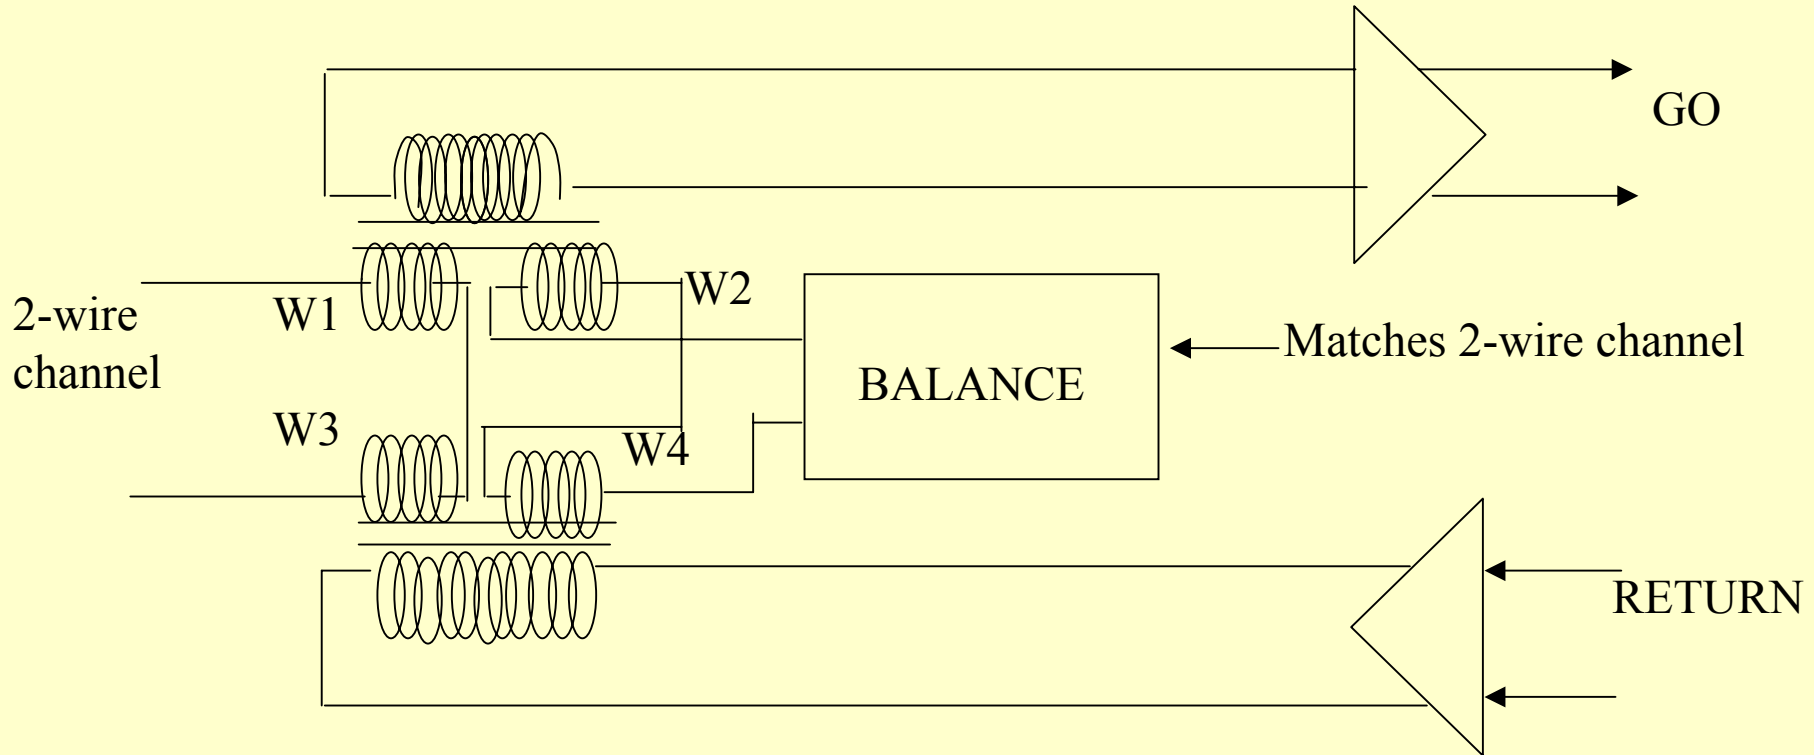 GO
W2
2-wire
channel
W1
Matches 2-wire channel
BALANCE
W3
W4
RETURN